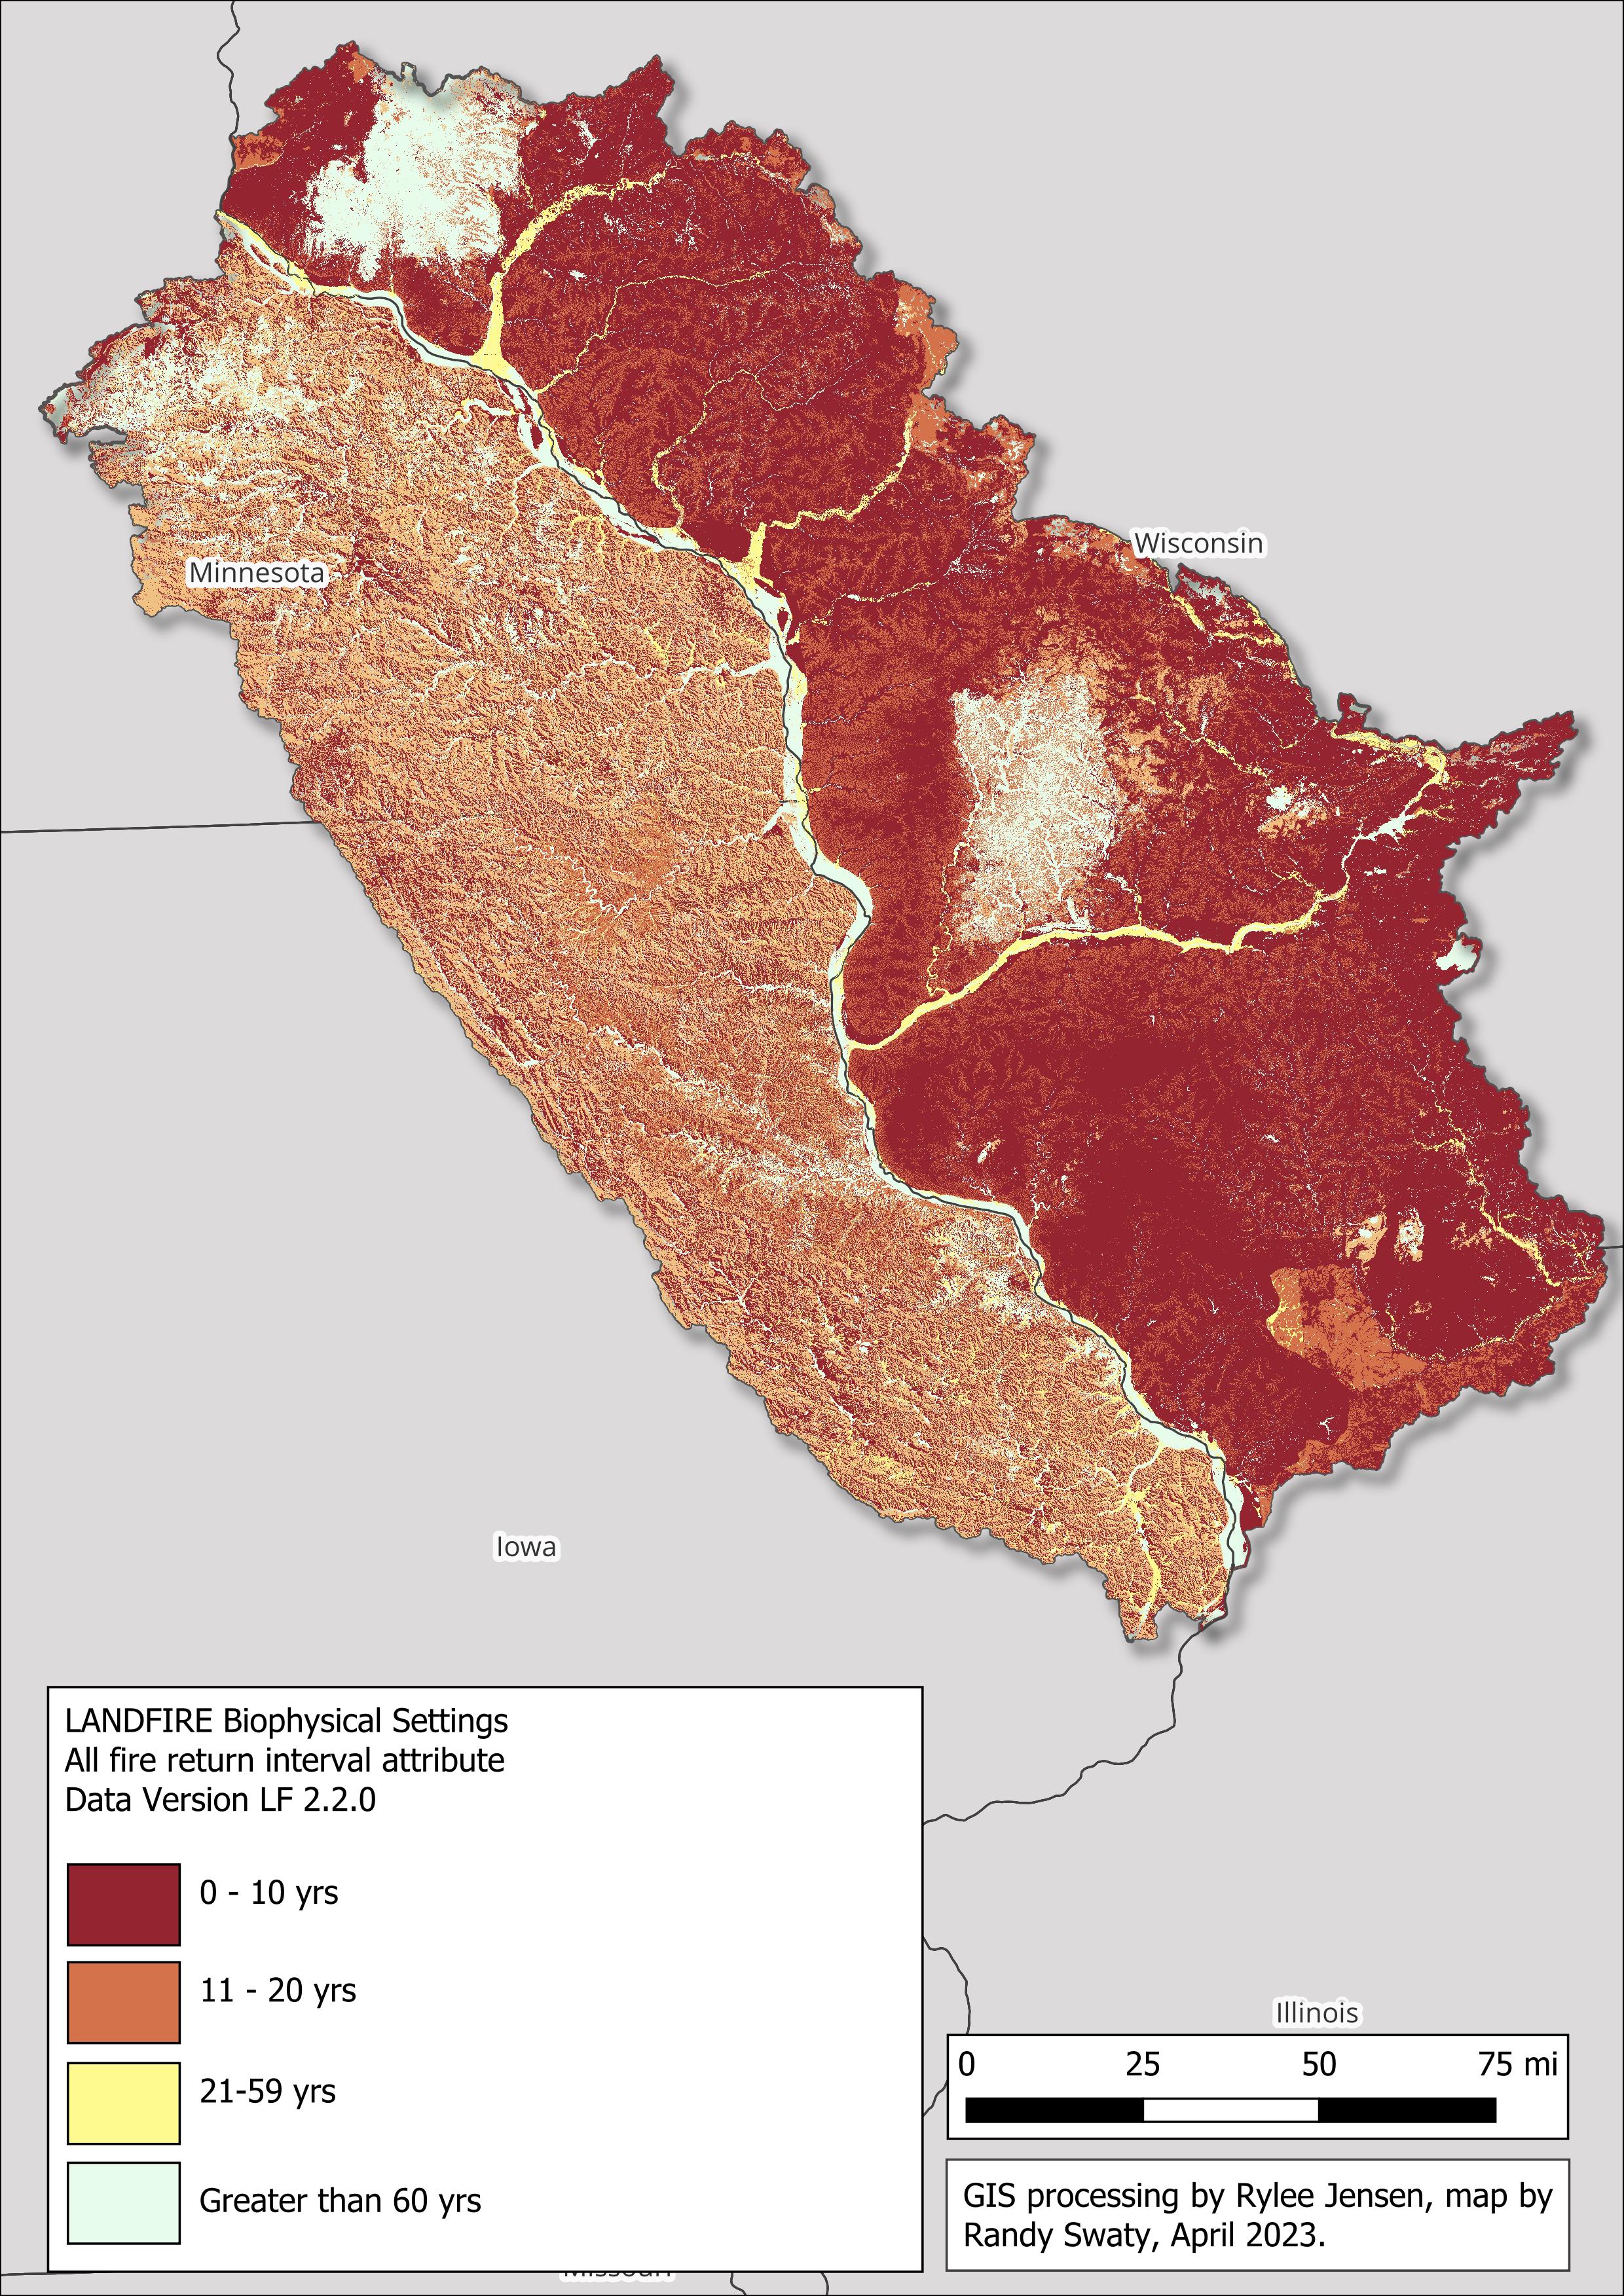 Wisconsin
Minnesota
Iowa
LANDFIRE Biophysical Settings
All fire return interval attribute
Data Version LF 2.2.0
0 - 10 yrs
11 - 20 yrs
21-59 yrs
Greater than 60 yrs
Illinois
0 25 50 75 mi
GIS processing by Rylee Jensen, map by
Randy Swaty, April 2023.
Missouri